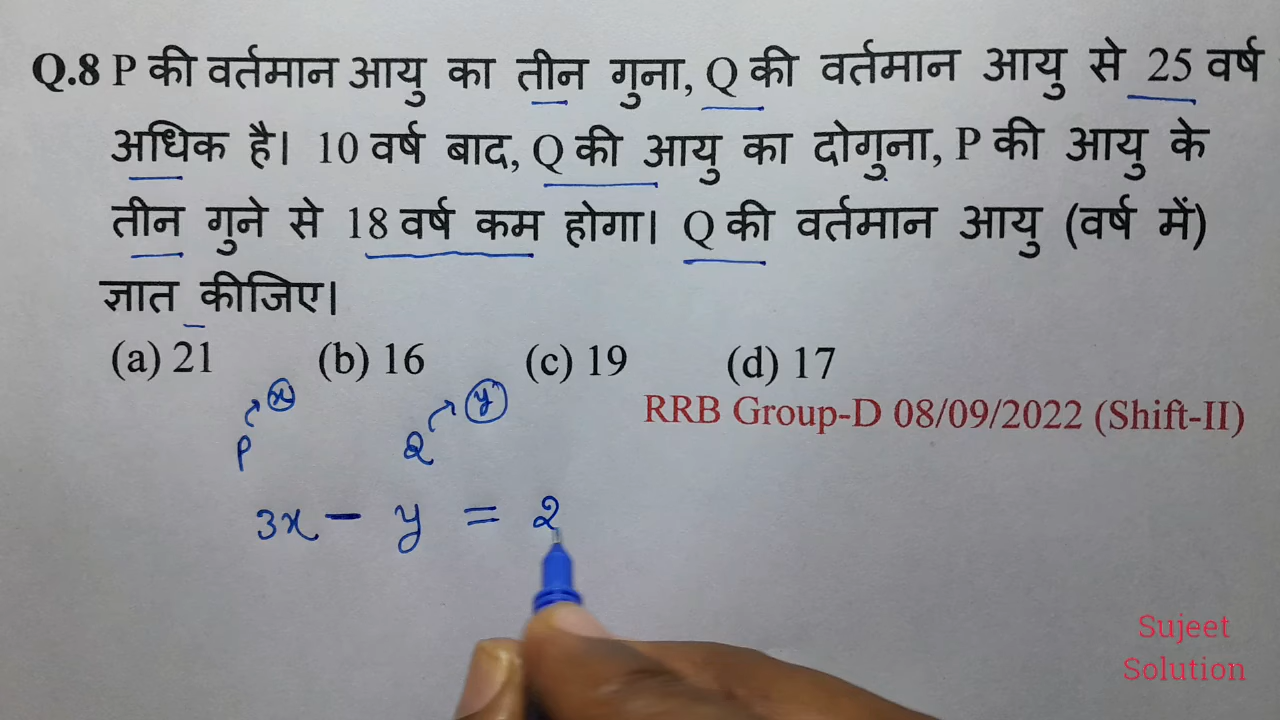 Q.8 P की वर्तमान आयु का तीन गुना, Q की वर्तमान आयु से 25 वर्ष
अधिक है। 10 वर्ष बाद, Q की आयु का दोगुना, P की आयु के
तीन गुने से 18 वर्ष कम होगा। Q की वर्तमान आयु (वर्ष में)
ज्ञात कीजिए।
(a) 21 (b) 16 (c) 19 (d) 17
RRB Group-D 08/09/2022 (Shift-II)
x y
P Q
3x - y = 2
Sujeet
Solution